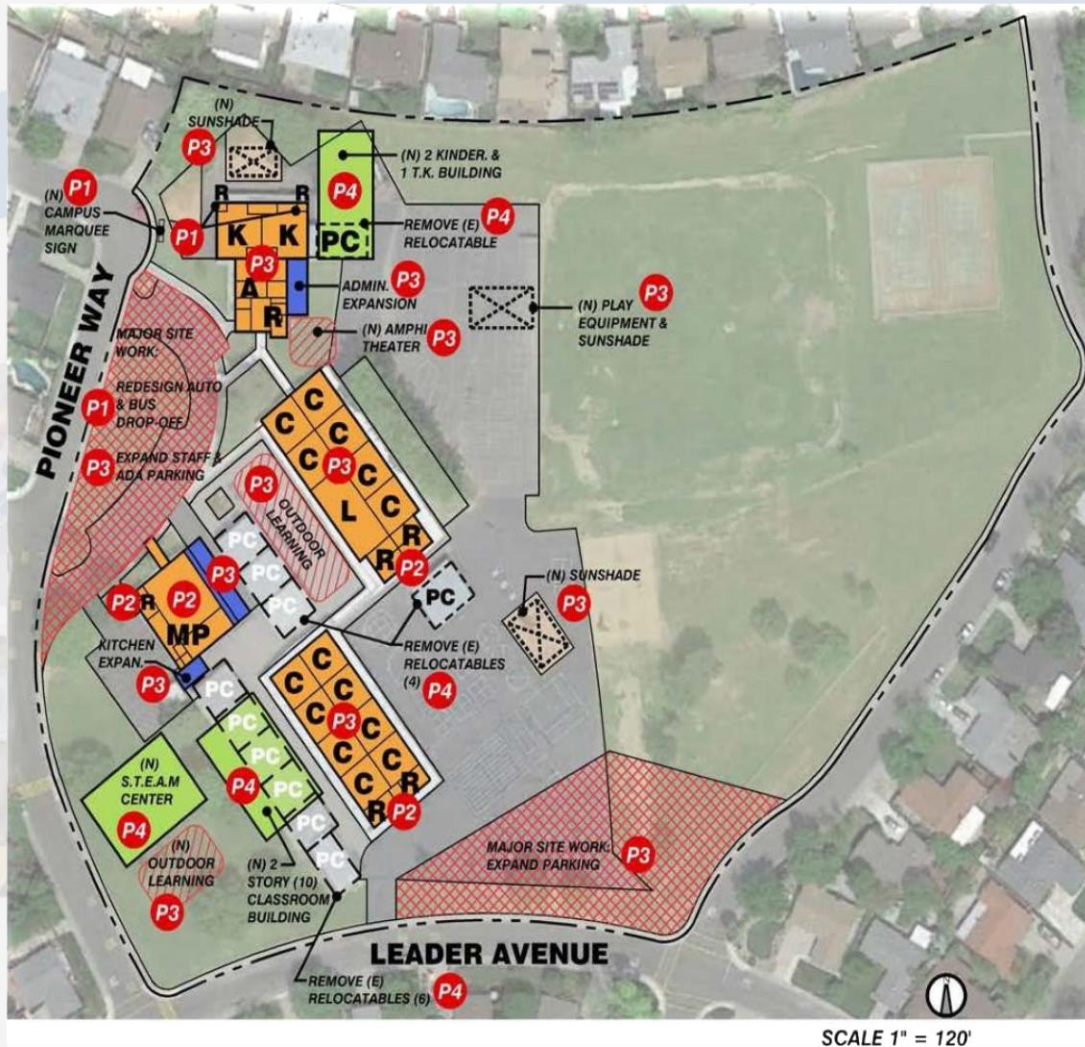 (N)
SUNSHADE
P3
(N) 2 KINDER. &
1 T.K. BUILDING
P4
(N) P1
CAMPUS
MARQUEE
SIGN
P1
R R
K K
P3
A
R
REMOVE (E) P4
RELOCATABLE
PC
ADMIN. P3
EXPANSION
(N) AMPHI
THEATER P3
(N) PLAY P3
EQUIPMENT &
SUNSHADE
PIONEER WAY
MAJOR SITE
WORK:
P1 REDESIGN AUTO
& BUS
DROP-OFF
P3 EXPAND STAFF &
ADA PARKING
C
C
C
C
C
P3
C
L
C
R
R
P2
P3
OUTDOOR
LEARNING
PC
PC
PC
P3
PC
P2 R P2
MP
KITCHEN
EXPAN.
P3
REMOVE (E)
RELOCATABLES
(4) P4
(N) SUNSHADE
P3
PC
PC
PC
PC
PC
PC
P4
C
C
C
C
P3
C
C
C
C
R
R
P2
(N)
S.T.E.A.M
CENTER
P4
(N)
OUTDOOR
LEARNING
P3
(N) 2
STORY (10)
CLASSROOM
BUILDING
MAJOR SITE WORK:
EXPAND PARKING P3
LEADER AVENUE
REMOVE (E)
RELOCATABLES (6) P4
SCALE 1" = 120'